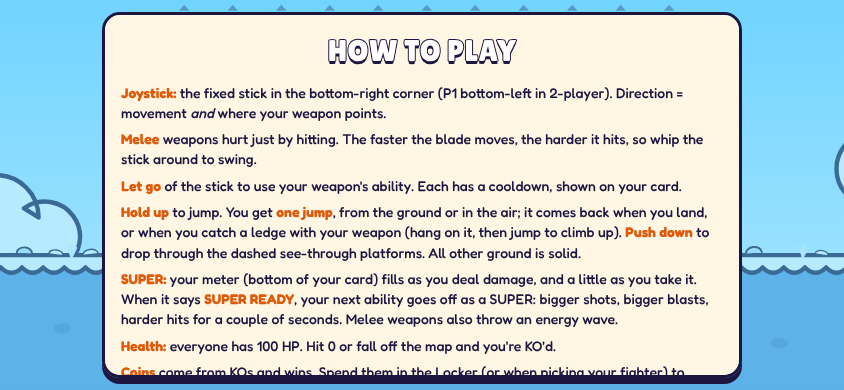 HOW TO PLAY
Joystick: the fixed stick in the bottom-right corner (P1 bottom-left in 2-player). Direction =
movement and where your weapon points.
Melee weapons hurt just by hitting. The faster the blade moves, the harder it hits, so whip the
stick around to swing.
Let go of the stick to use your weapon's ability. Each has a cooldown, shown on your card.
Hold up to jump. You get one jump, from the ground or in the air; it comes back when you land,
or when you catch a ledge with your weapon (hang on it, then jump to climb up). Push down to
drop through the dashed see-through platforms. All other ground is solid.
SUPER: your meter (bottom of your card) fills as you deal damage, and a little as you take it.
When it says SUPER READY, your next ability goes off as a SUPER: bigger shots, bigger blasts,
harder hits for a couple of seconds. Melee weapons also throw an energy wave.
Health: everyone has 100 HP. Hit 0 or fall off the map and you're KO'd.
Coins come from KOs and wins. Spend them in the Locker (or when picking your fighter) to